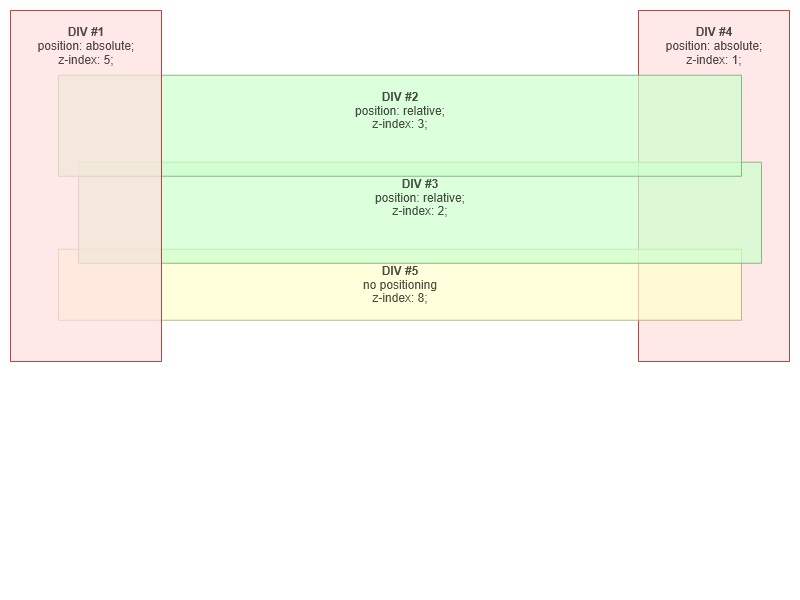 DIV #1
position: absolute;
z-index: 5;
DIV #4
position: absolute;
z-index: 1;
DIV #2
position: relative;
z-index: 3;
DIV #3
position: relative;
z-index: 2;
DIV #5
no positioning
z-index: 8;